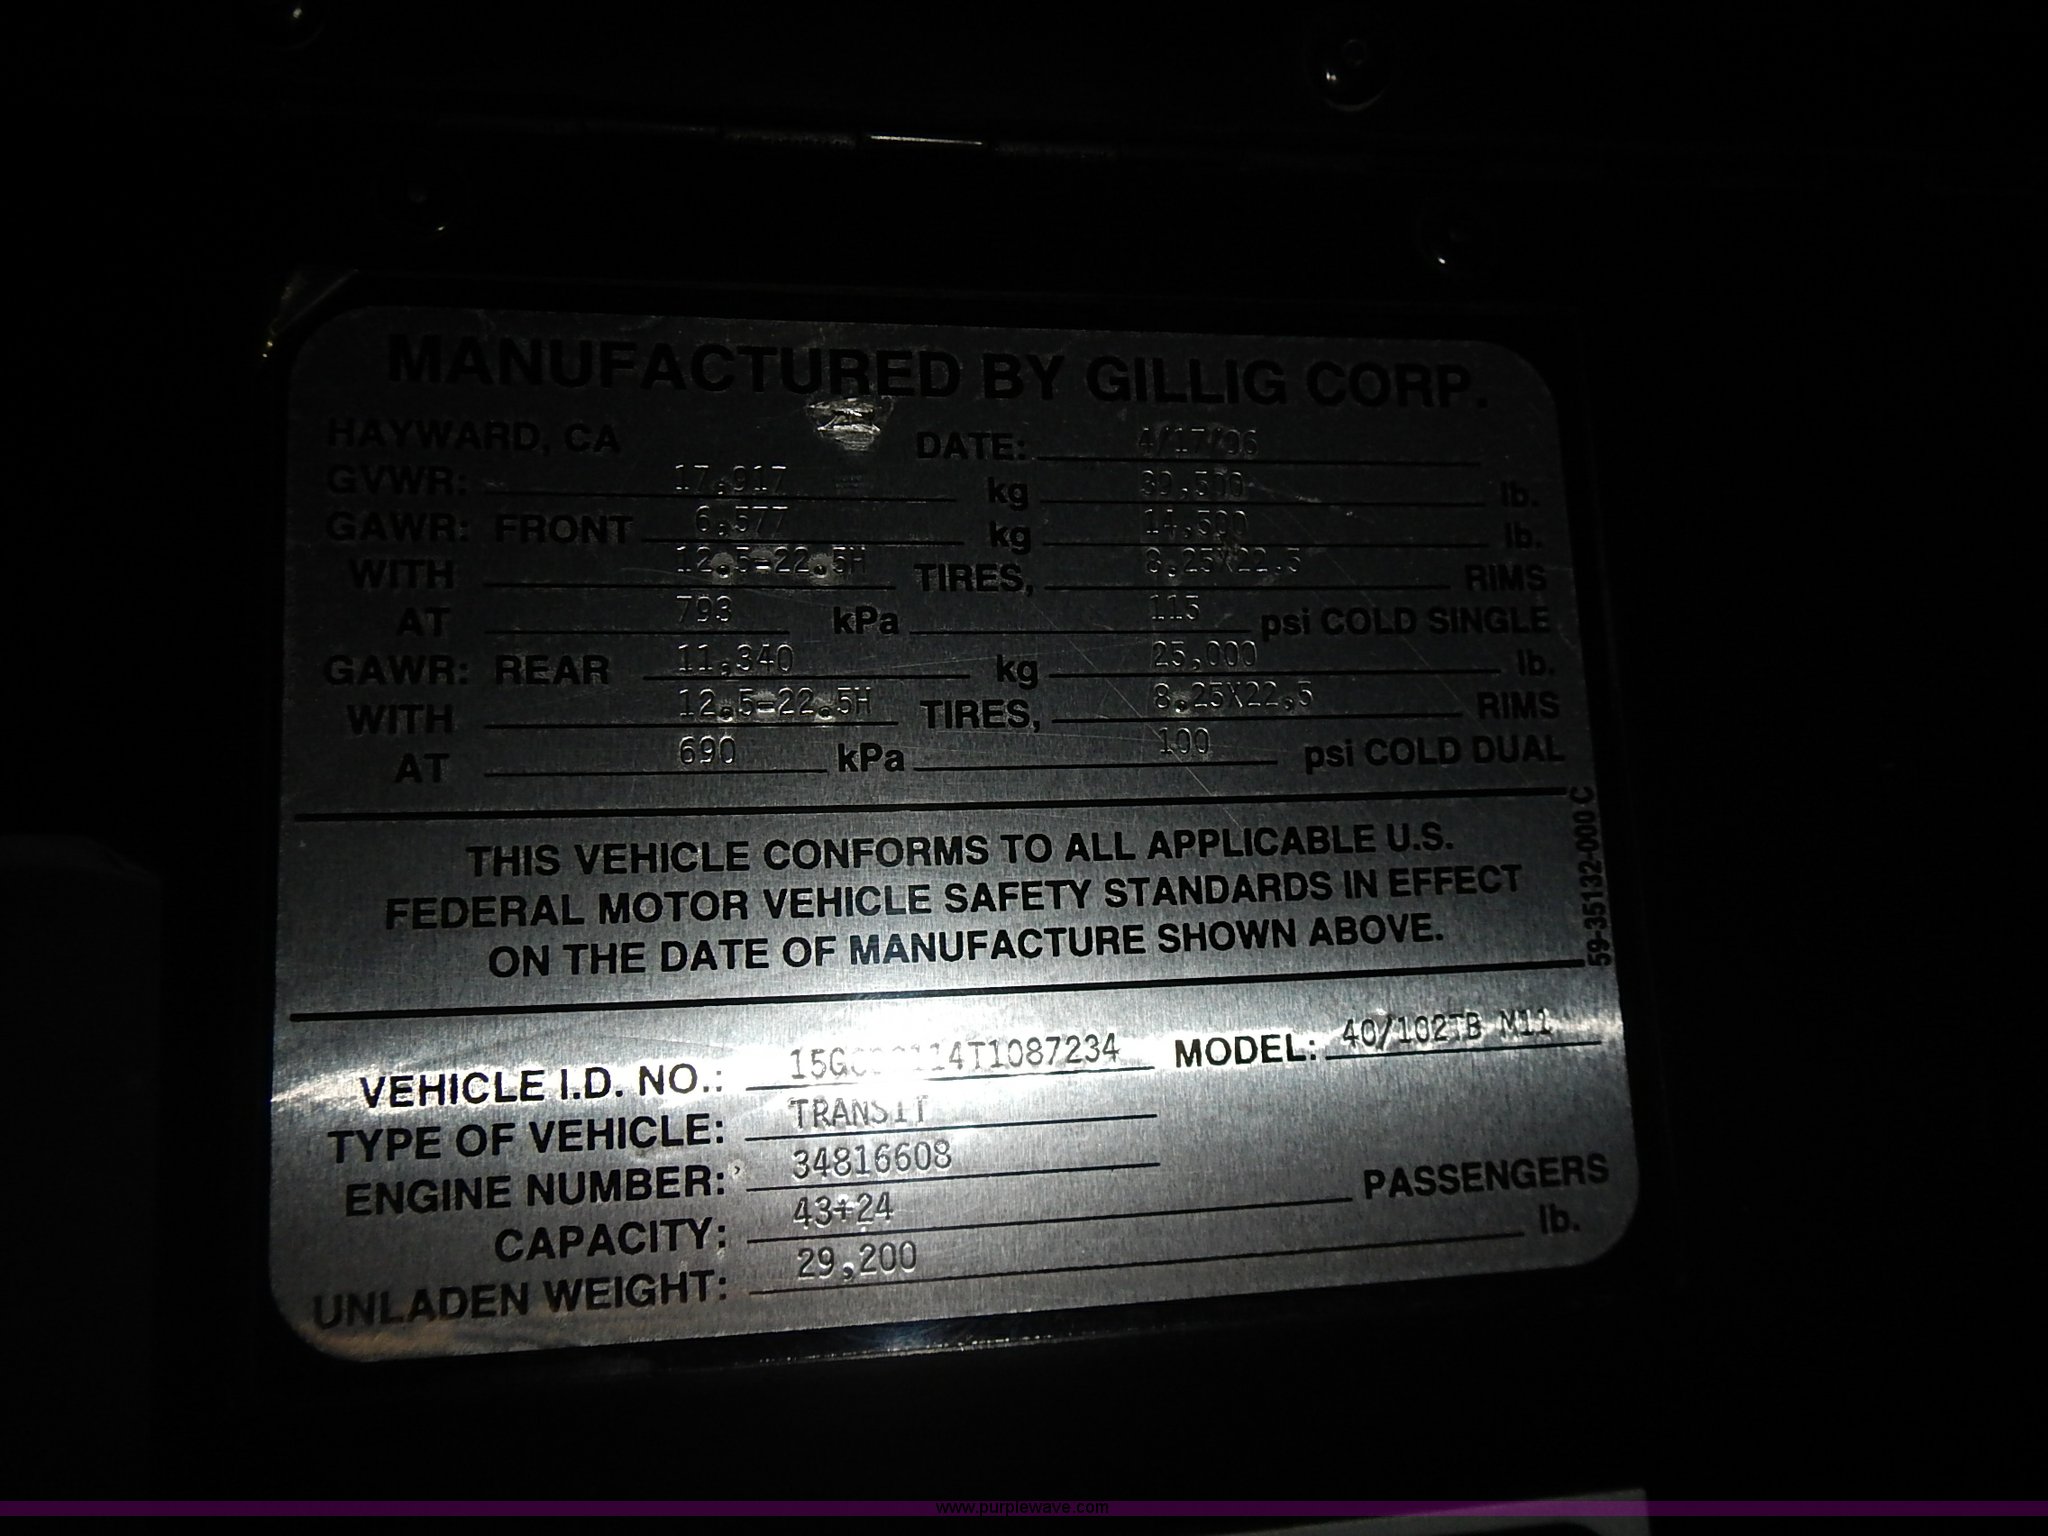 MANUFACTURED BY GILLIG CORP.
HAYWARD, CA DATE: 4/17/96
GVWR: 17,917 kg 39,500 lb.
GAWR: FRONT 6,577 kg 14,500 lb.
WITH 12.5-22.5H TIRES, 8.25X22.5 RIMS
AT 793 kPa 115 psi COLD SINGLE
GAWR: REAR 11,340 kg 25,000 lb.
WITH 12.5-22.5H TIRES, 8.25X22.5 RIMS
AT 690 kPa 100 psi COLD DUAL
THIS VEHICLE CONFORMS TO ALL APPLICABLE U.S.
FEDERAL MOTOR VEHICLE SAFETY STANDARDS IN EFFECT
ON THE DATE OF MANUFACTURE SHOWN ABOVE.
59-35132-000 C
VEHICLE I.D. NO.: MODEL: 40/102TB M11
TYPE OF VEHICLE: TRANSIT
ENGINE NUMBER: 34816608
CAPACITY: 43+24 PASSENGERS
UNLADEN WEIGHT: 29,200 lb.
www.purplewave.com